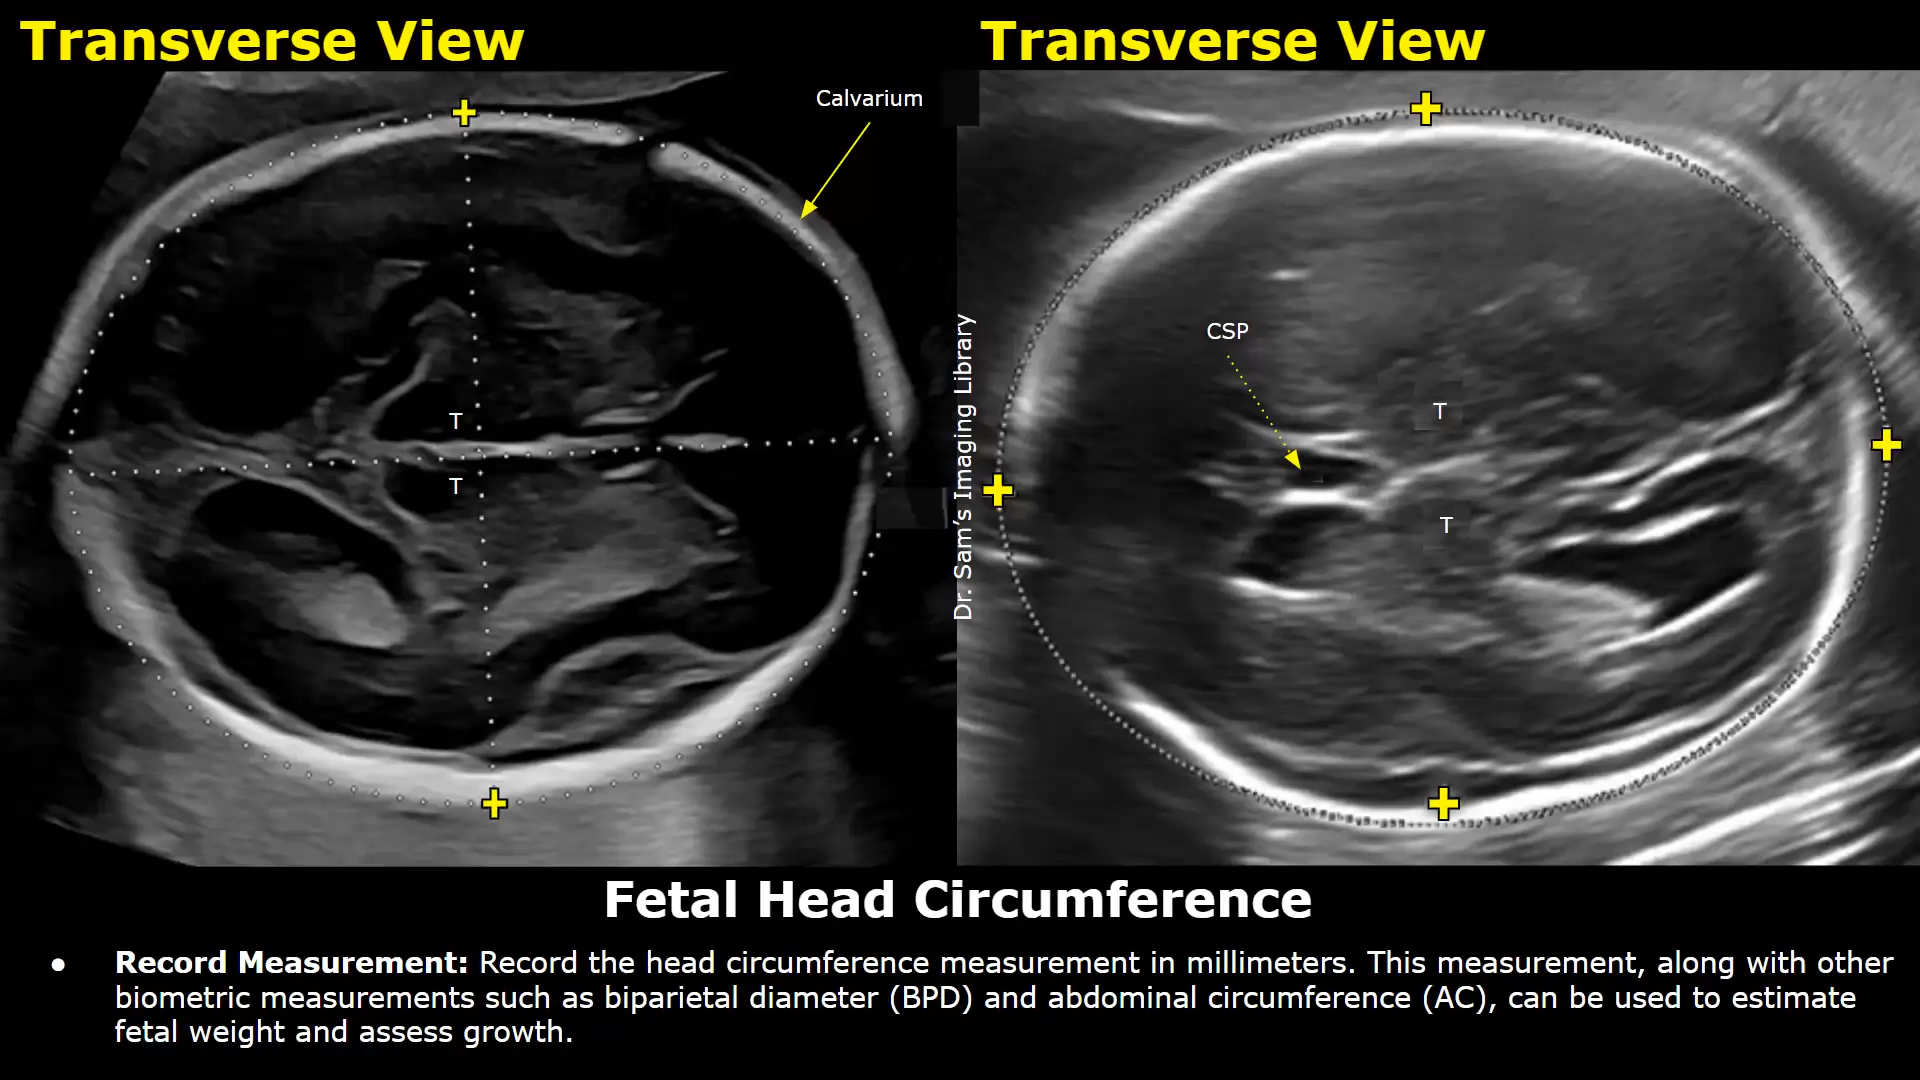 Transverse View
Transverse View
Calvarium
CSP
T
T
T
T
Dr. Sam's Imaging Library
Fetal Head Circumference
• Record Measurement: Record the head circumference measurement in millimeters. This measurement, along with other
biometric measurements such as biparietal diameter (BPD) and abdominal circumference (AC), can be used to estimate
fetal weight and assess growth.